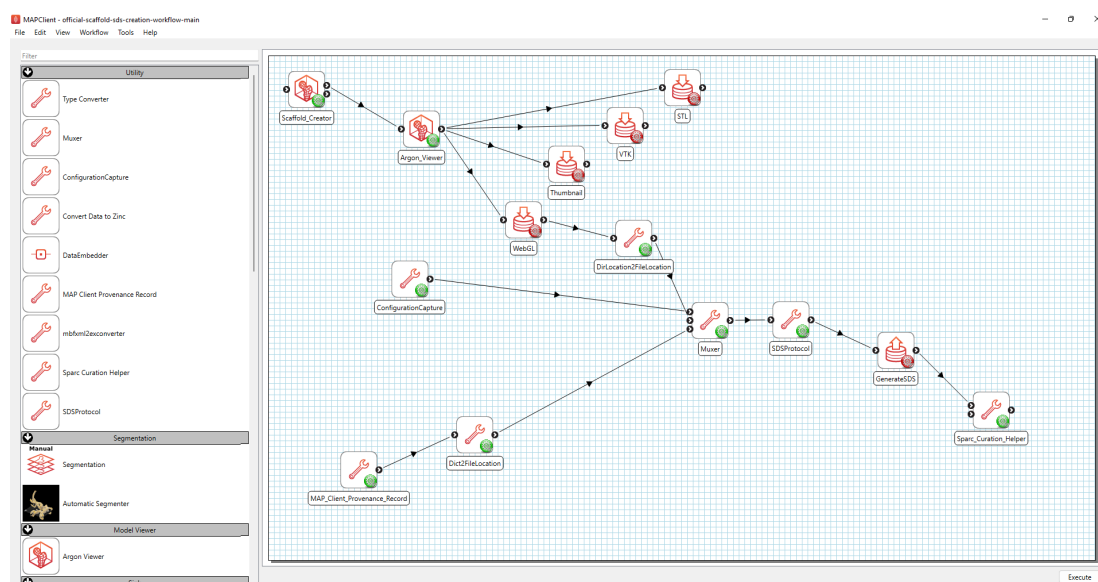 MAPClient - official-scaffold-sds-creation-workflow-main
File Edit View Workflow Tools Help
Filter
Utility
Type Converter
Muxer
ConfigurationCapture
Convert Data to Zinc
DataEmbedder
MAP Client Provenance Record
mbfxml2exconverter
Sparc Curation Helper
SDSProtocol
Segmentation
Manual
Segmentation
Automatic Segmenter
Model Viewer
Argon Viewer
Scaffold_Creator
STL
Argon_Viewer
VTK
Thumbnail
WebGL
DirLocation2FileLocation
ConfigurationCapture
Muxer
SDSProtocol
GenerateSDS
Sparc_Curation_Helper
Dict2FileLocation
MAP_Client_Provenance_Record
Execute